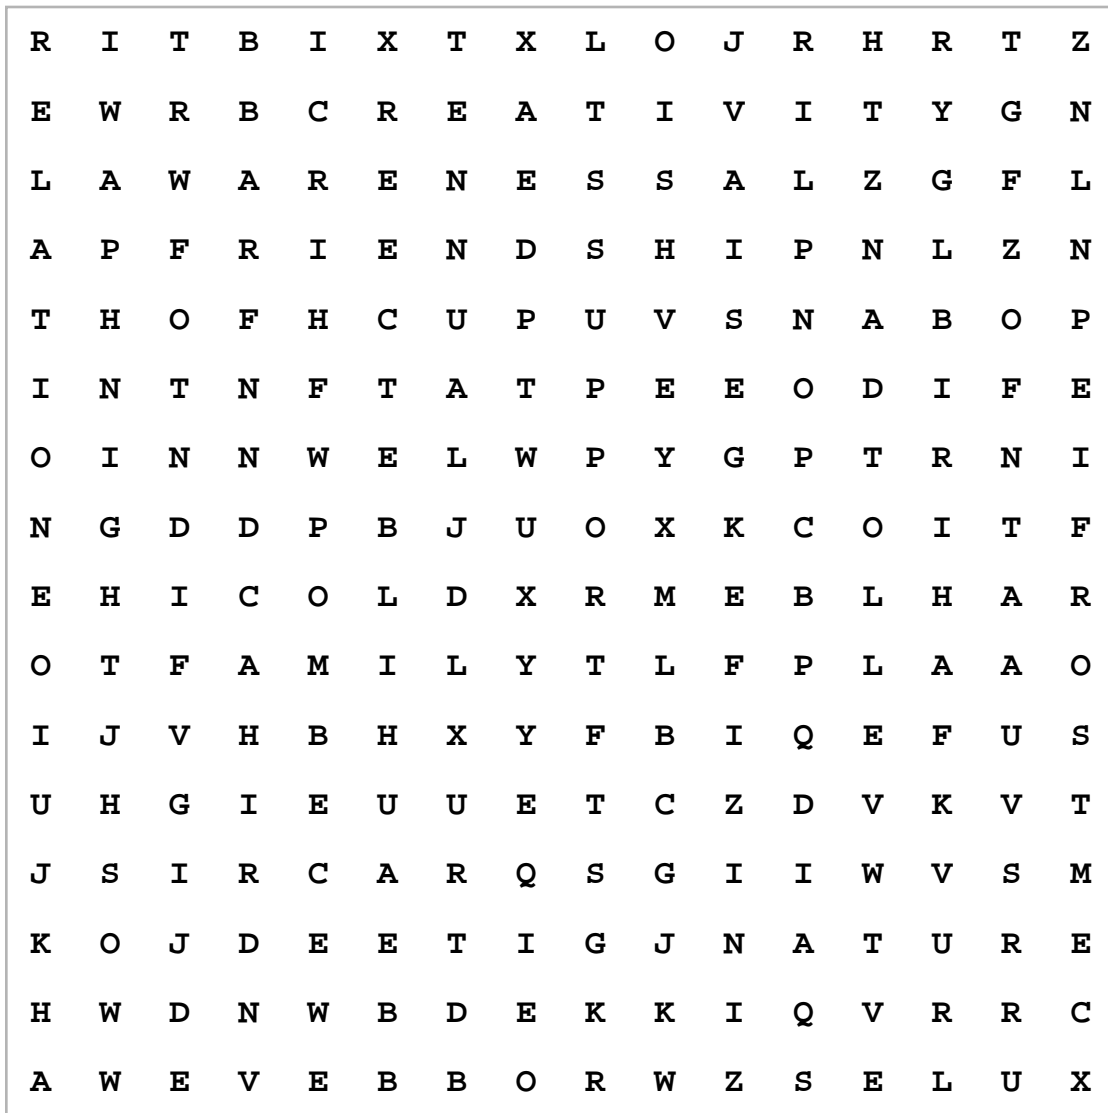 R I T B I X T X L O J R H R T Z
E W R B C R E A T I V I T Y G N
L A W A R E N E S S A L Z G F L
A P F R I E N D S H I P N L Z N
T H O F H C U P U V S N A B O P
I N T N F T A T P E E O D I F E
O I N N W E L W P Y G P T R N I
N G D D P B J U O X K C O I T F
E H I C O L D X R M E B L H A R
O T F A M I L Y T L F P L A A O
I J V H B H X Y F B I Q E F U S
U H G I E U U E T C Z D V K V T
J S I R C A R Q S G I I W V S M
K O J D E E T I G J N A T U R E
H W D N W B D E K K I Q V R R C
A W E V E B B O R W Z S E L U X